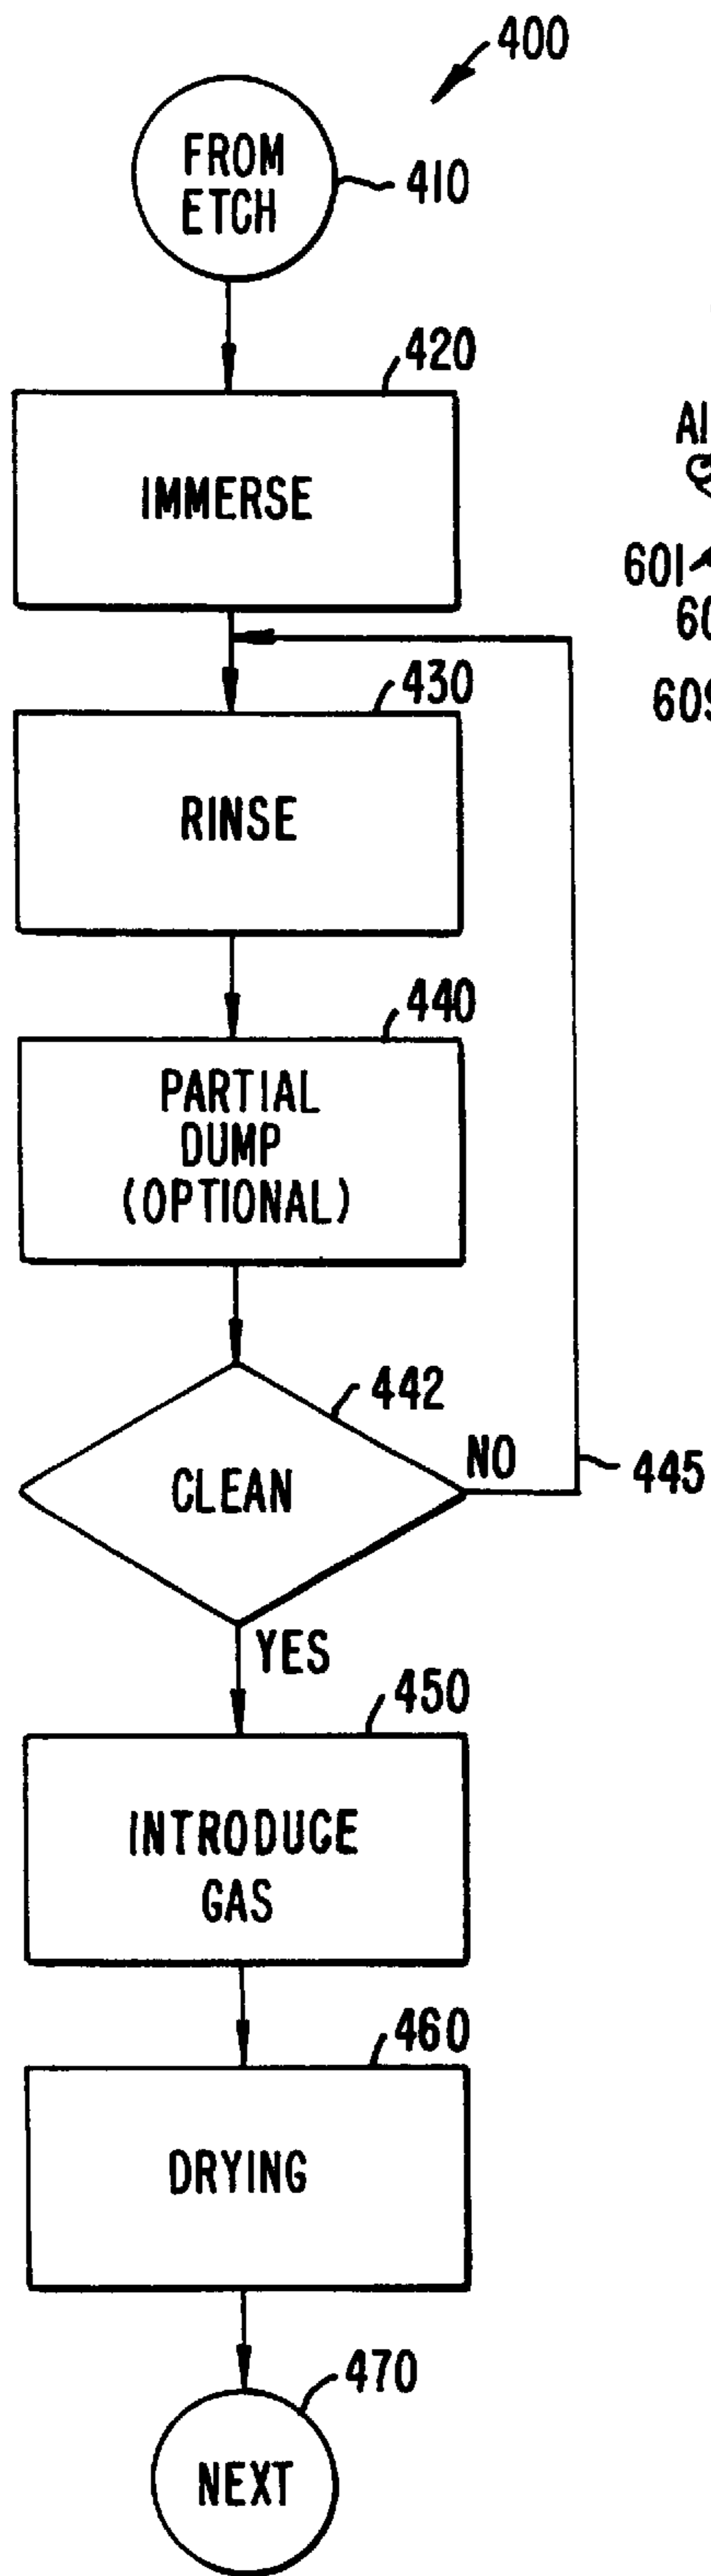 400
FROM
ETCH
410
420
IMMERSE
430
RINSE
440
PARTIAL
DUMP
(OPTIONAL)
442
CLEAN
NO
445
YES
450
INTRODUCE
GAS
460
DRYING
470
NEXT
601